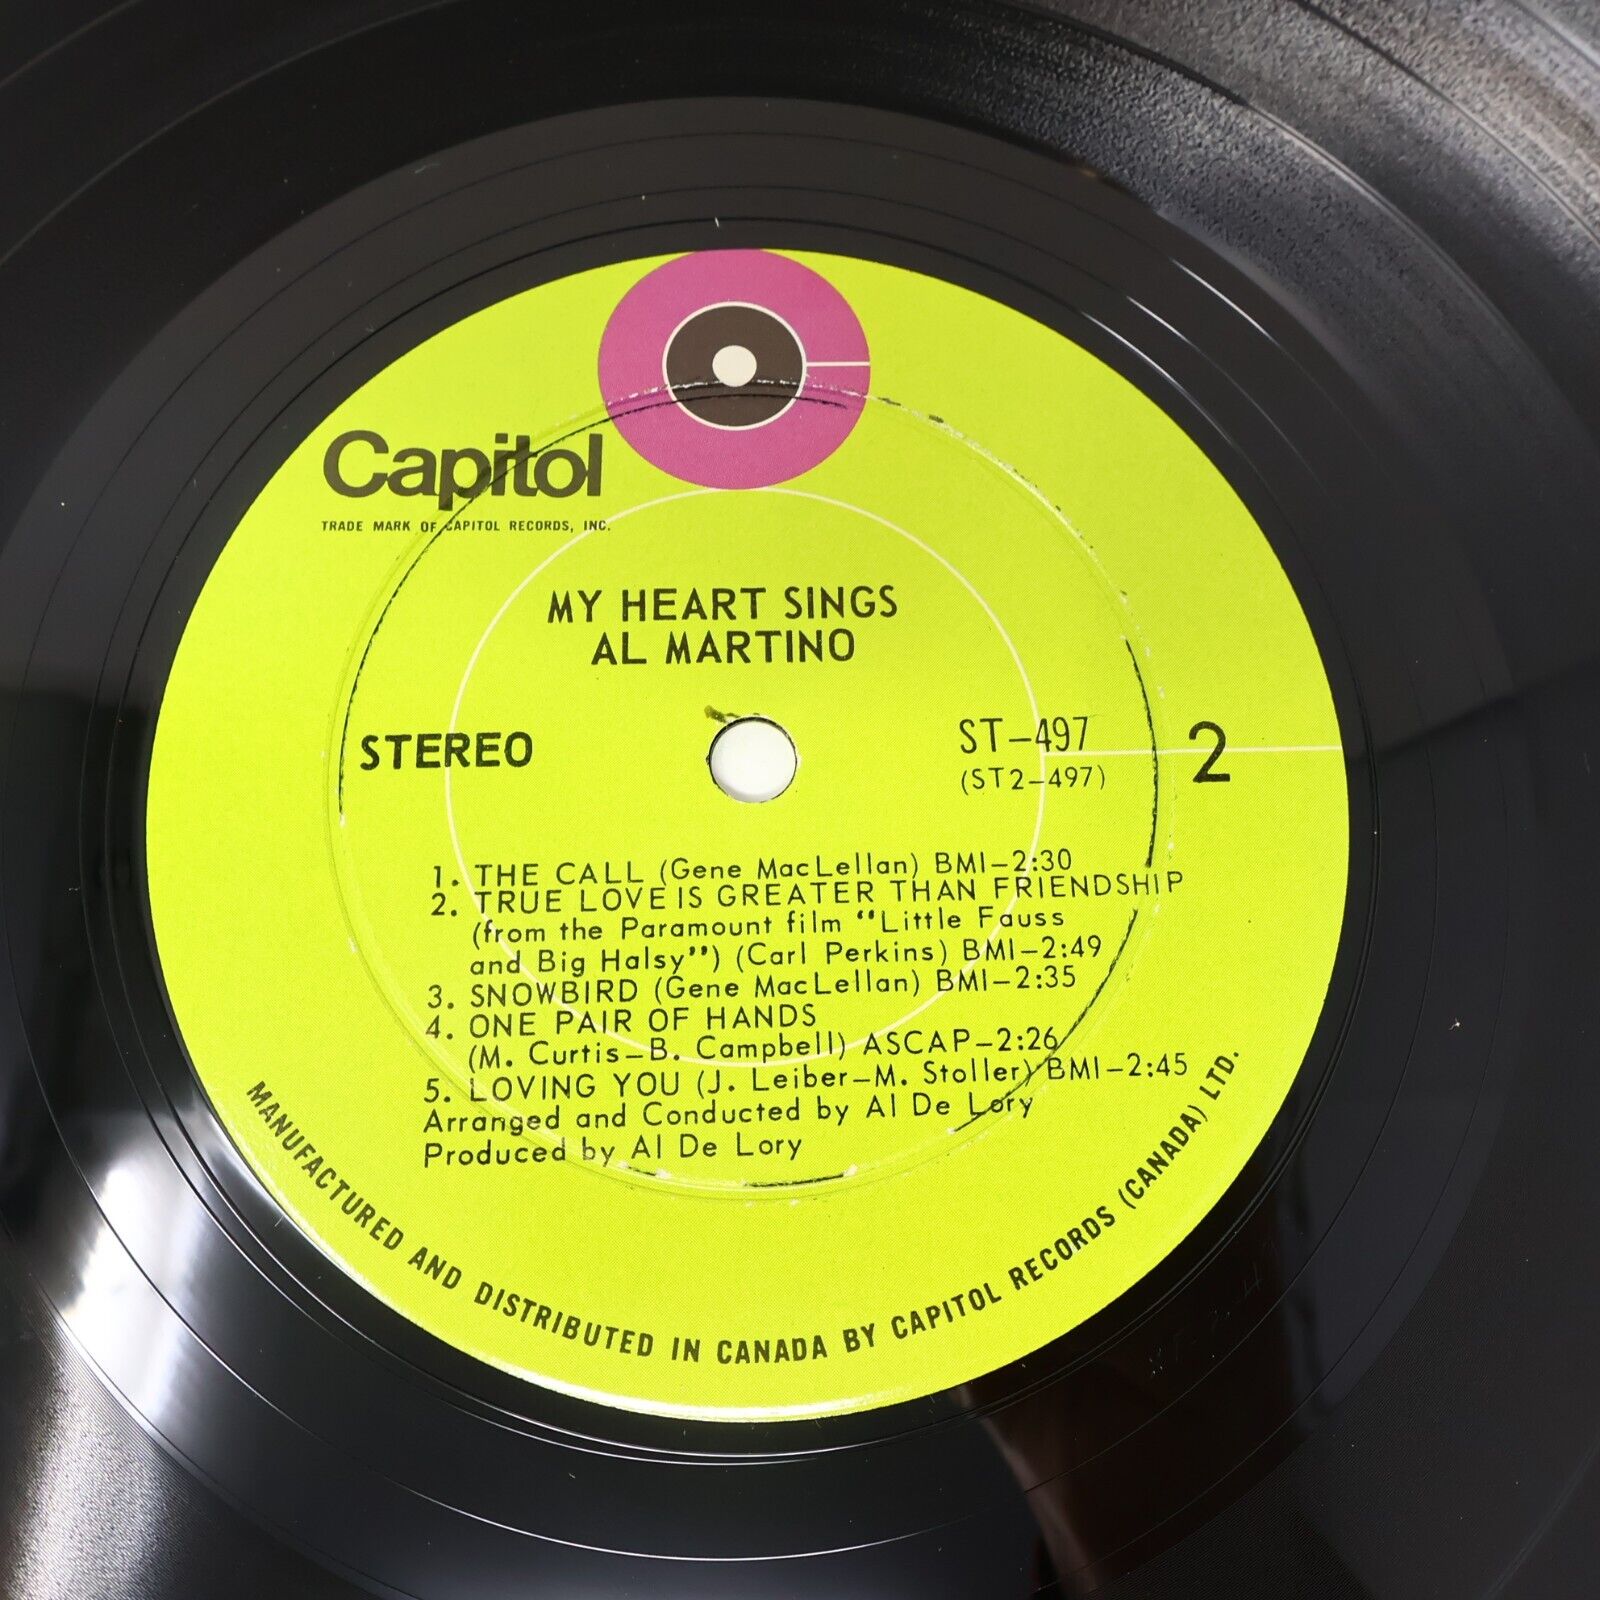 Capitol
TRADE MARK OF CAPITOL RECORDS, INC.
MY HEART SINGS
AL MARTINO
STEREO
ST-497
(ST2-497)
2
1. THE CALL (Gene MacLellan) BMI-2:30
2. TRUE LOVE IS GREATER THAN FRIENDSHIP
(from the Paramount film "Little Fauss
and Big Halsy") (Carl Perkins) BMI-2:49
3. SNOWBIRD (Gene MacLellan) BMI-2:35
4. ONE PAIR OF HANDS
(M. Curtis-B. Campbell) ASCAP-2:26
5. LOVING YOU (J. Leiber-M. Stoller) BMI-2:45
Arranged and Conducted by Al De Lory
Produced by Al De Lory
MANUFACTURED AND DISTRIBUTED IN CANADA BY CAPITOL RECORDS (CANADA) LTD.